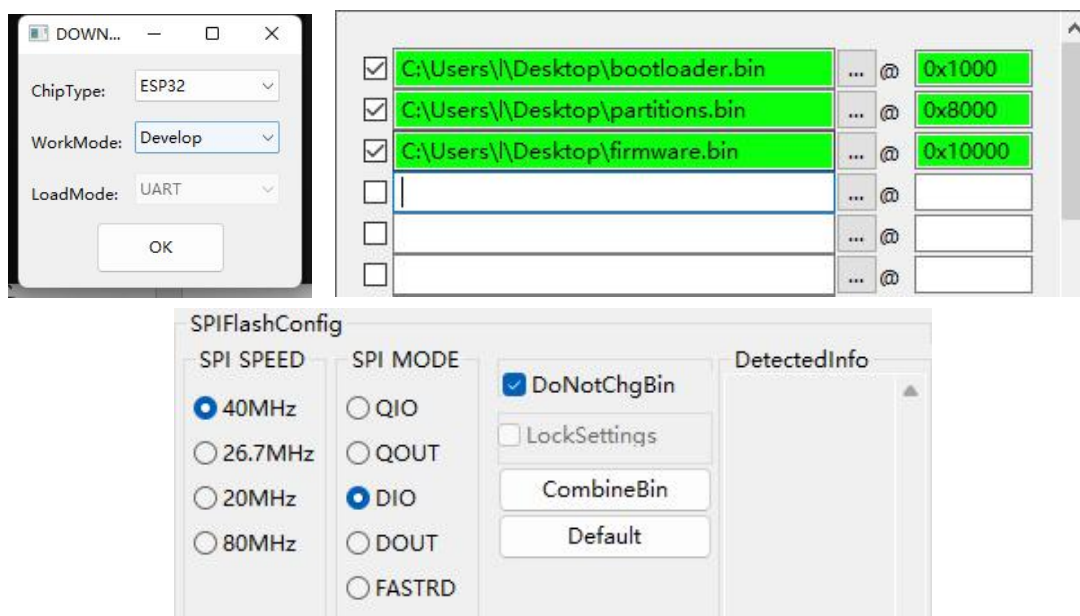 DOWN...
ChipType: ESP32
WorkMode: Develop
LoadMode: UART
OK
C:\Users\l\Desktop\bootloader.bin ... @ 0x1000
C:\Users\l\Desktop\partitions.bin ... @ 0x8000
C:\Users\l\Desktop\firmware.bin ... @ 0x10000
... @
... @
... @
SPIFlashConfig
SPI SPEED SPI MODE DetectedInfo
DoNotChgBin
40MHz QIO
LockSettings
26.7MHz QOUT
CombineBin
20MHz DIO
Default
80MHz DOUT
FASTRD